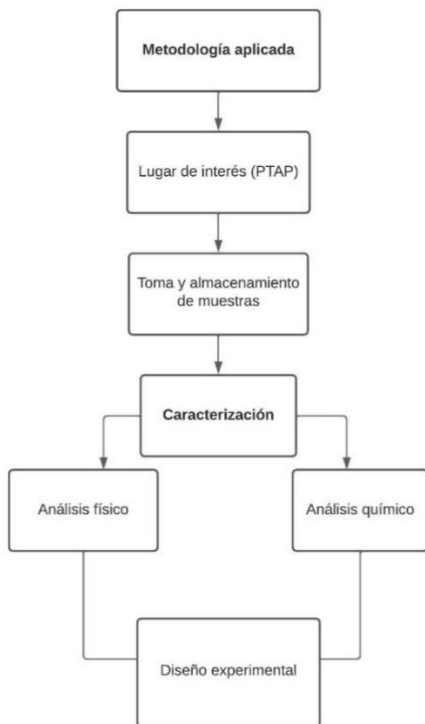 Metodología aplicada
Lugar de interés (PTAP)
Toma y almacenamiento
de muestras
Caracterización
Análisis físico
Análisis químico
Diseño experimental